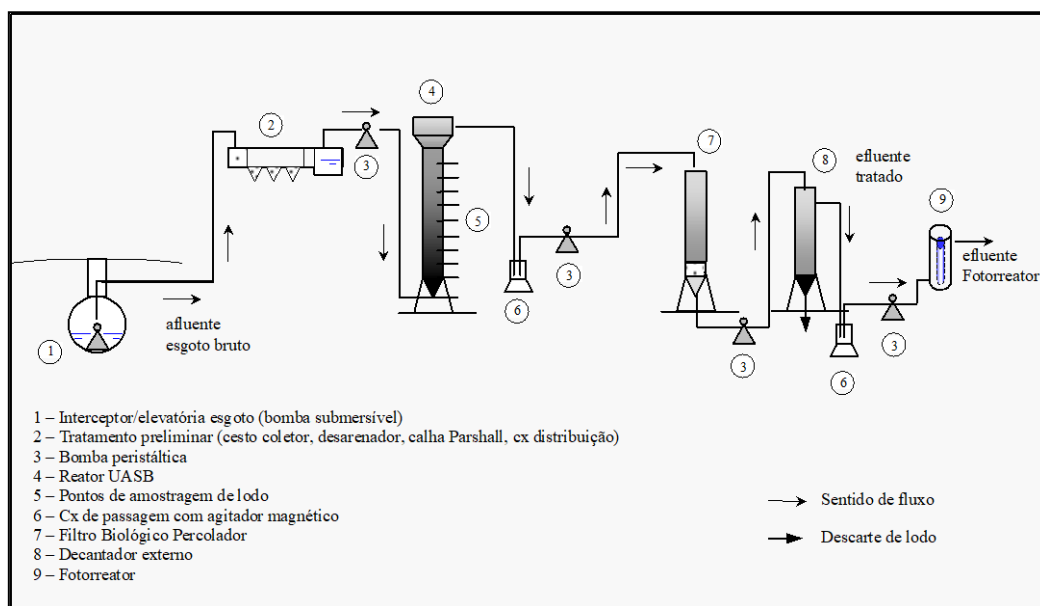 4
2
7
3
8
efluente
tratado
9
5
efluente
Fotorreator
3
6
3
afluente
esgoto bruto
1
3
6
3
1 – Interceptor/elevatória esgoto (bomba submersível)
2 – Tratamento preliminar (cesto coletor, desarenador, calha Parshall, cx distribuição)
3 – Bomba peristáltica
4 – Reator UASB
5 – Pontos de amostragem de lodo
6 – Cx de passagem com agitador magnético
7 – Filtro Biológico Percolador
8 – Decantador externo
9 – Fotorreator
Sentido de fluxo
Descarte de lodo